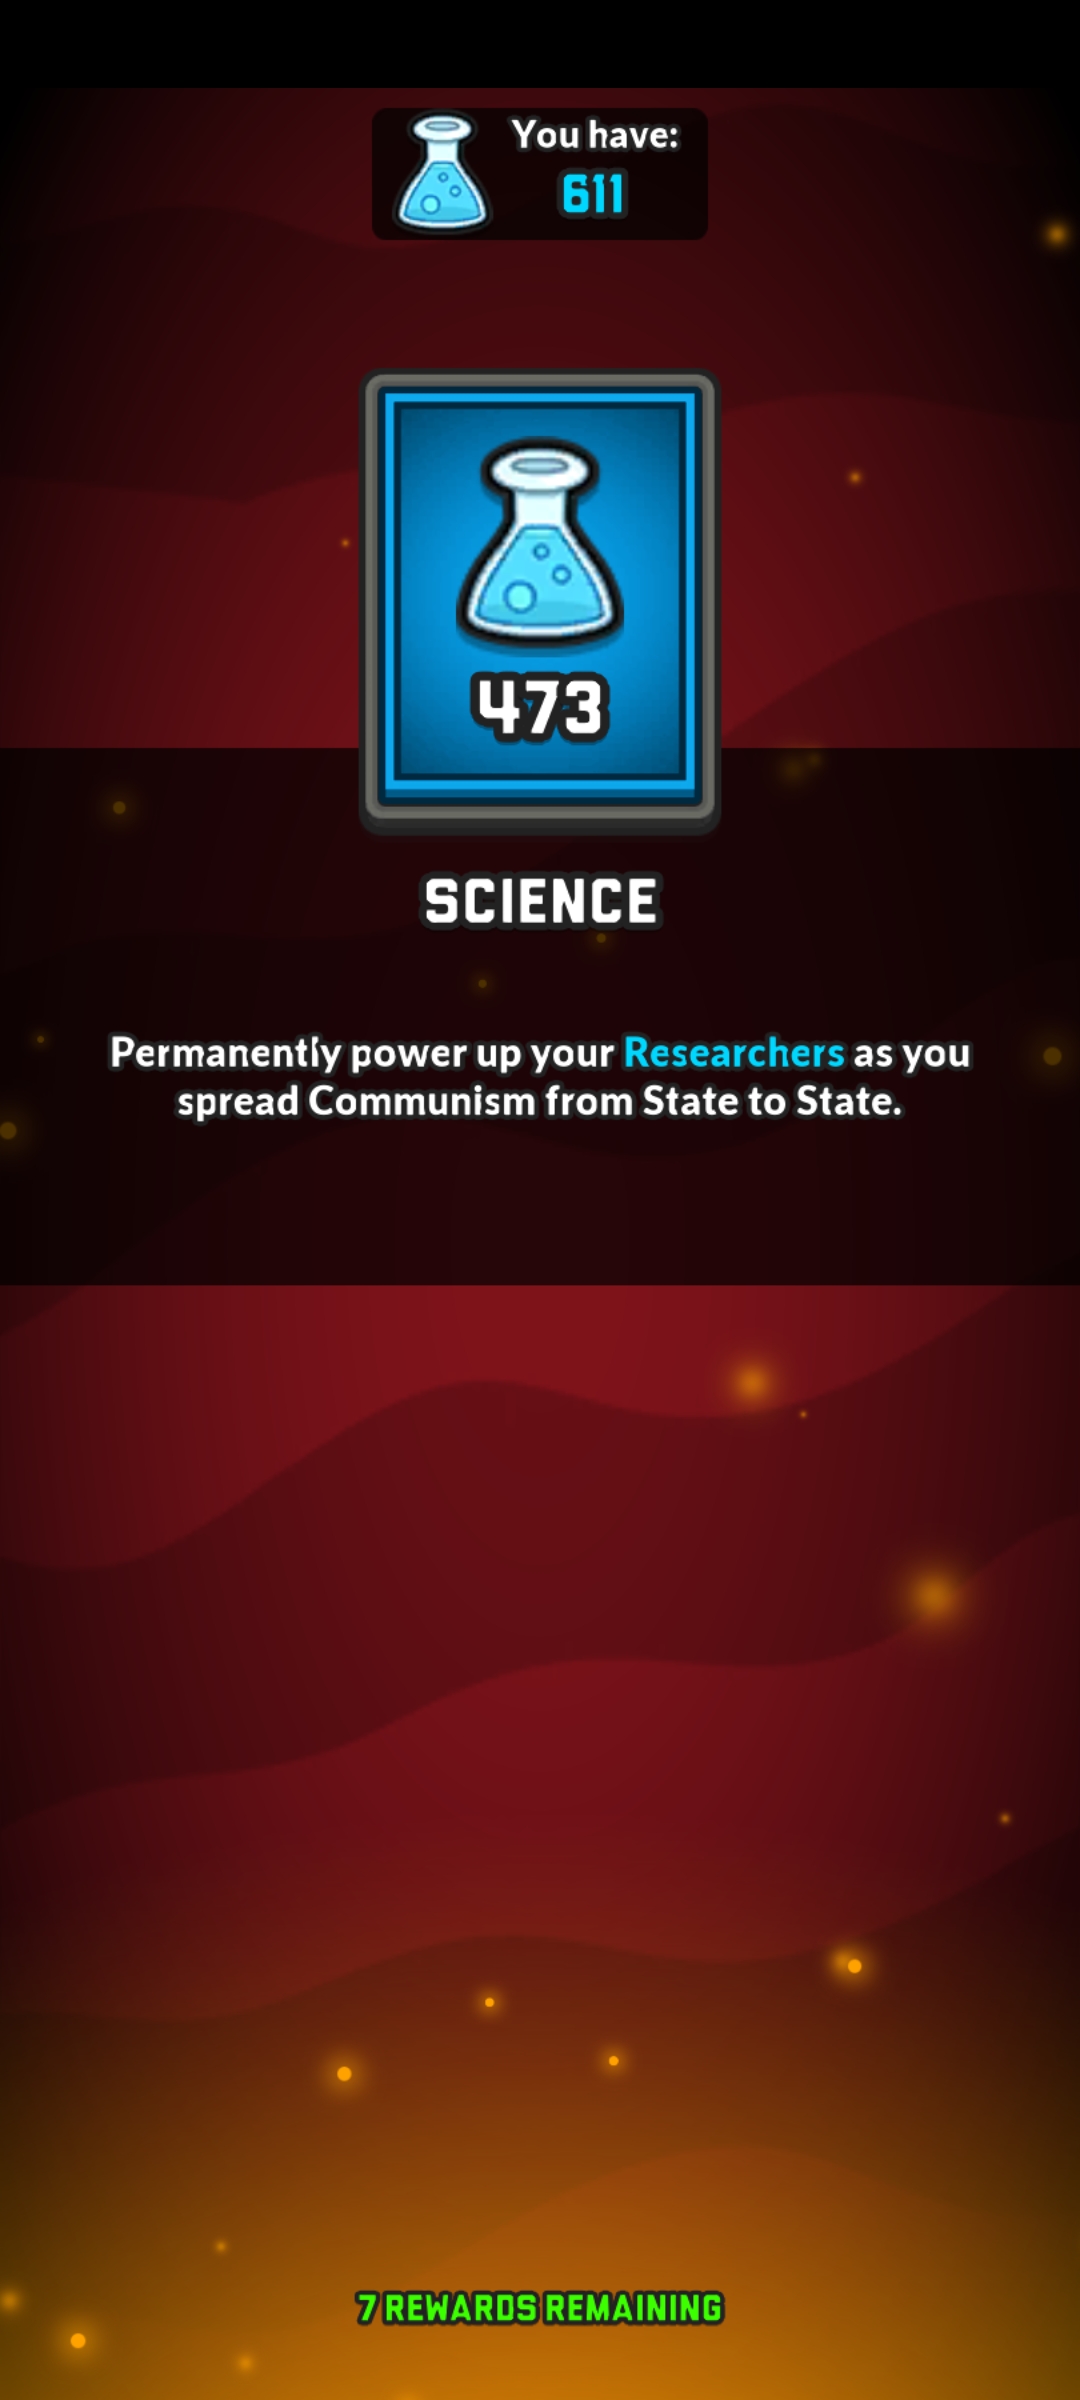 You have:
611
473
SCIENCE
Permanently power up your Researchers as you
spread Communism from State to State.
7 REWARDS REMAINING